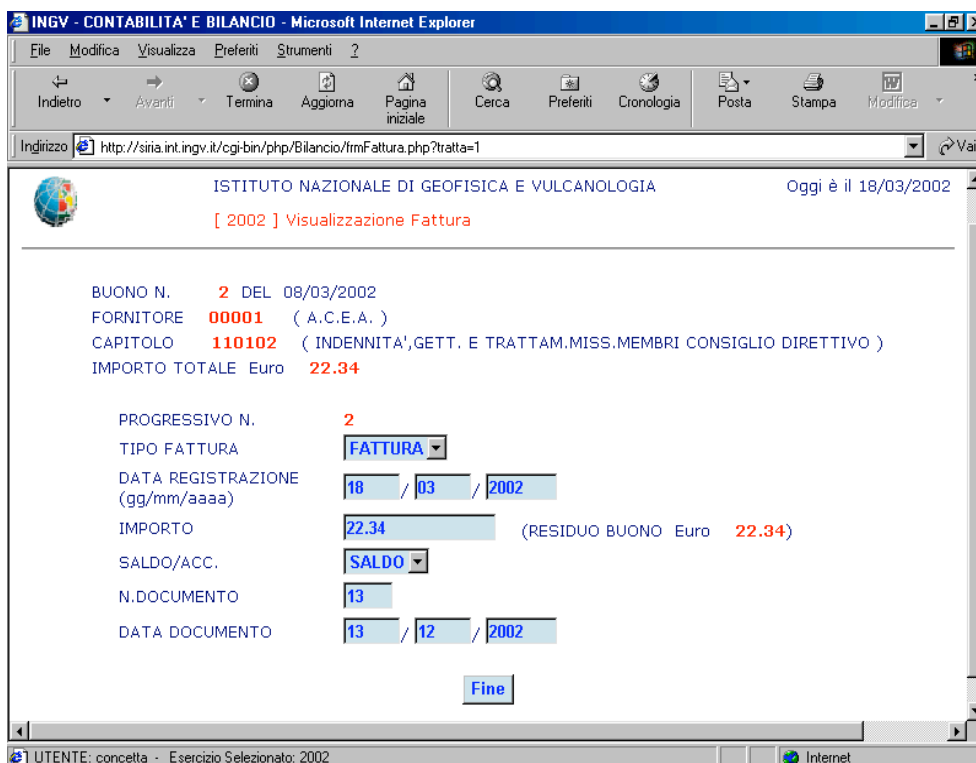 INGV - CONTABILITA' E BILANCIO - Microsoft Internet Explorer
File Modifica Visualizza Preferiti Strumenti ?
Indietro Avanti Termina Aggiorna Pagina iniziale Cerca Preferiti Cronologia Posta Stampa Modifica
Indirizzo http://siria.int.ingv.it/cgi-bin/php/Bilancio/frmFattura.php?tratta=1 Vai
ISTITUTO NAZIONALE DI GEOFISICA E VULCANOLOGIA Oggi è il 18/03/2002
[ 2002 ] Visualizzazione Fattura
BUONO N. 2 DEL 08/03/2002
FORNITORE 00001 ( A.C.E.A. )
CAPITOLO 110102 ( INDENNITA',GETT. E TRATTAM.MISS.MEMBRI CONSIGLIO DIRETTIVO )
IMPORTO TOTALE Euro 22.34
PROGRESSIVO N. 2
TIPO FATTURA FATTURA
DATA REGISTRAZIONE
(gg/mm/aaaa) 18 / 03 / 2002
IMPORTO 22.34 (RESIDUO BUONO Euro 22.34)
SALDO/ACC. SALDO
N.DOCUMENTO 13
DATA DOCUMENTO 13 / 12 / 2002
Fine
UTENTE: concetta - Esercizio Selezionato: 2002 Internet